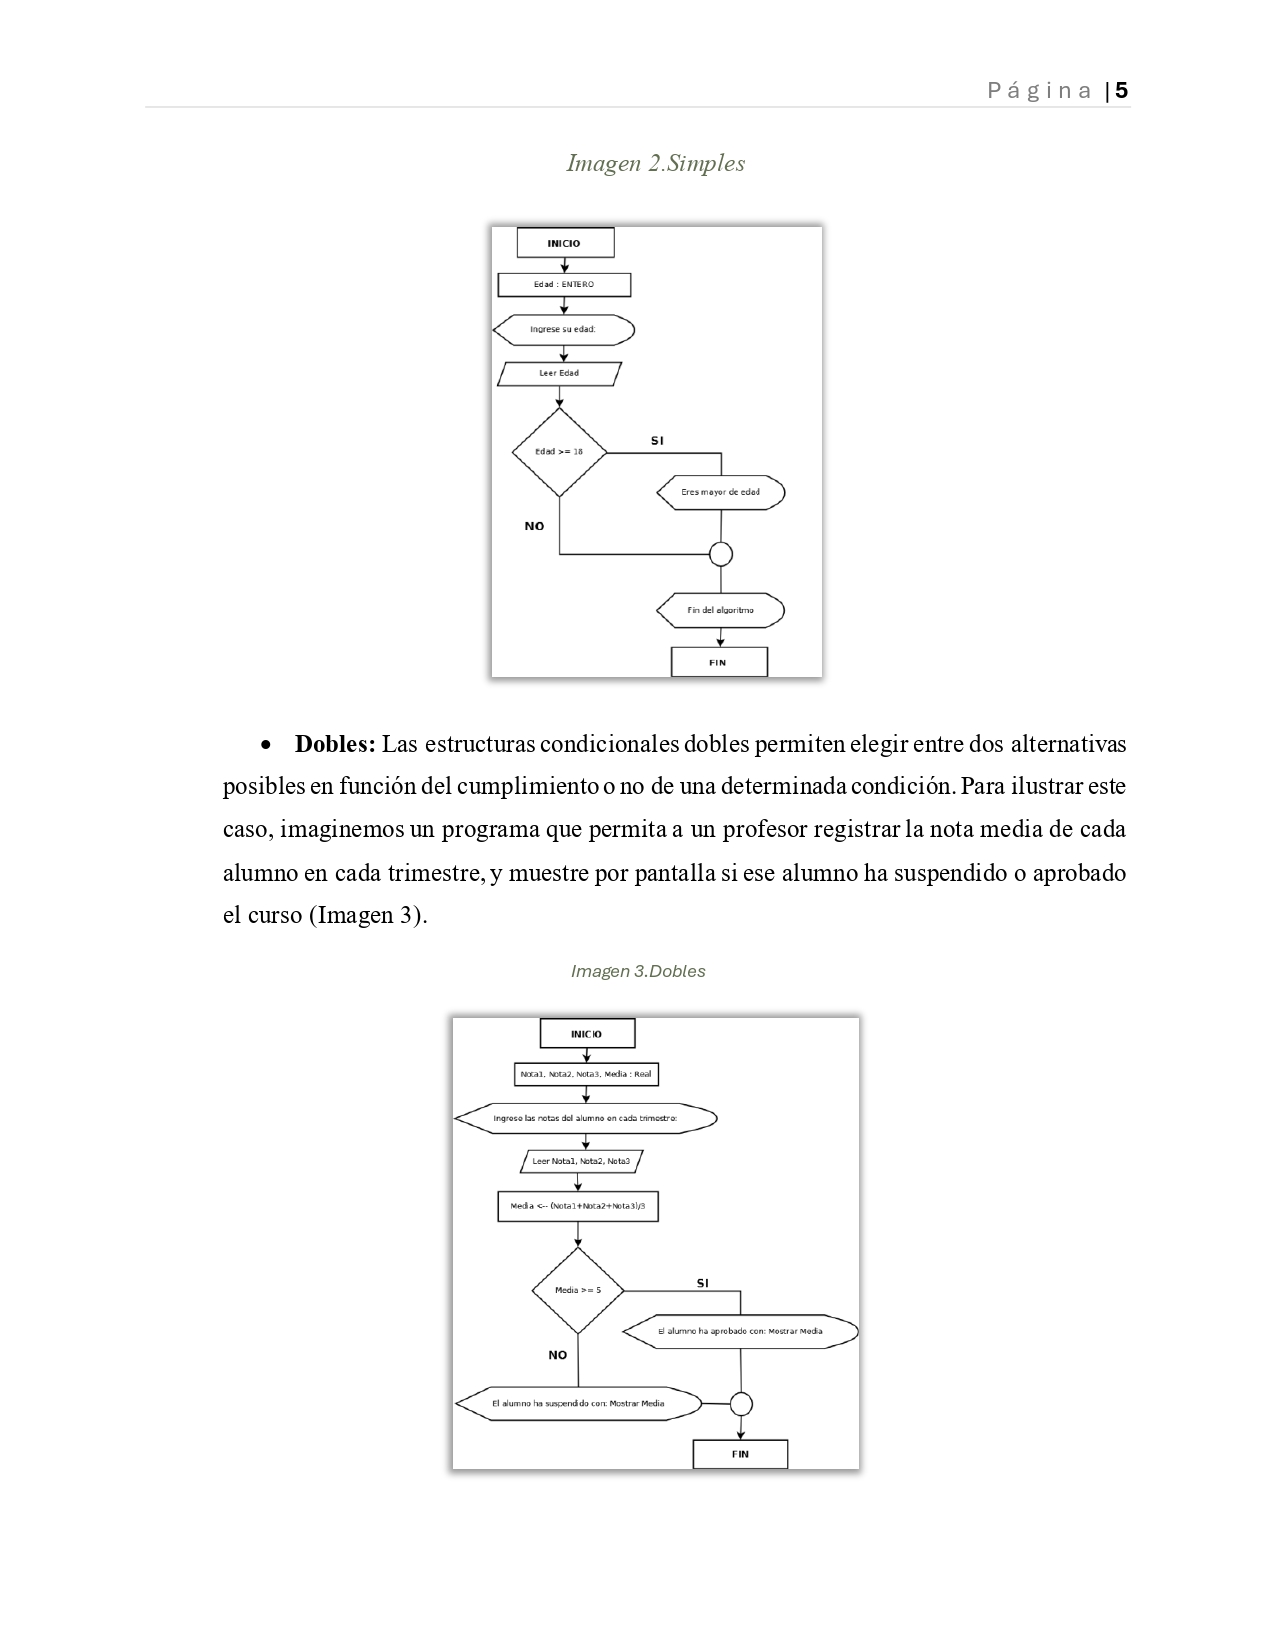 Página | 5
Imagen 2.Simples
INICIO
Edad : ENTERO
Ingrese su edad:
Leer Edad
Edad >= 18
SI
Eres mayor de edad
NO
Fin del algoritmo
FIN
• Dobles: Las estructuras condicionales dobles permiten elegir entre dos alternativas
posibles en función del cumplimiento o no de una determinada condición. Para ilustrar este
caso, imaginemos un programa que permita a un profesor registrar la nota media de cada
alumno en cada trimestre, y muestre por pantalla si ese alumno ha suspendido o aprobado
el curso (Imagen 3).
Imagen 3.Dobles
INICIO
Nota1, Nota2, Nota3, Media : Real
Ingrese las notas del alumno en cada trimestre:
Leer Nota1, Nota2, Nota3
Media <-- (Nota1+Nota2+Nota3)/3
Media >= 5
SI
El alumno ha aprobado con: Mostrar Media
NO
El alumno ha suspendido con: Mostrar Media
FIN